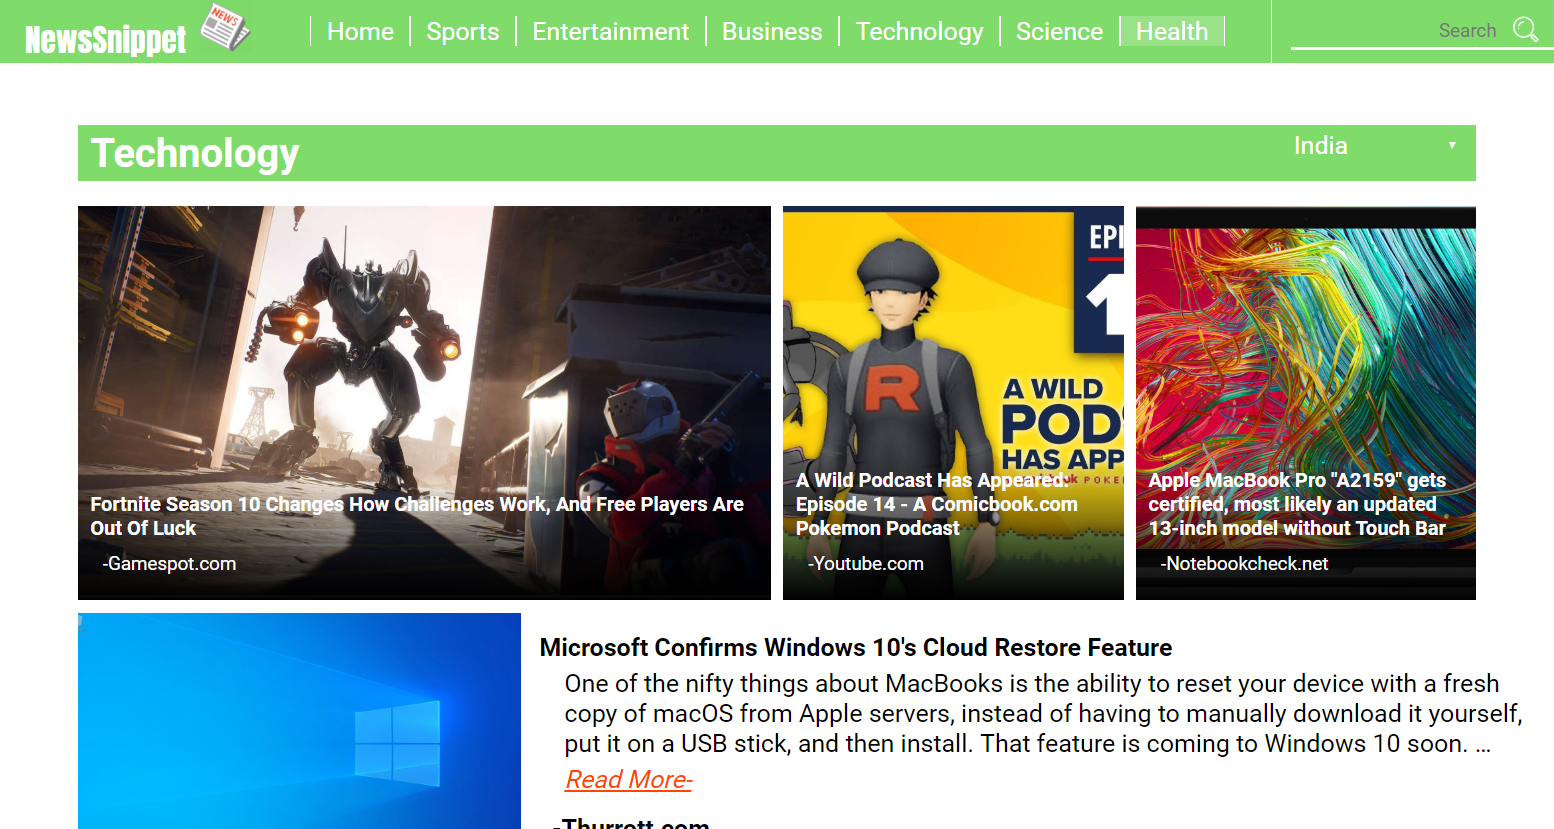 NewsSnippet
NEWS
Home
Sports
Entertainment
Business
Technology
Science
Health
Search
Technology
India
Fortnite Season 10 Changes How Challenges Work, And Free Players Are
Out Of Luck
-Gamespot.com
EPI
1
R
A WILD
POD
HAS APP
A Wild Podcast Has Appeared:
Episode 14 - A Comicbook.com
Pokemon Podcast
-Youtube.com
Apple MacBook Pro "A2159" gets
certified, most likely an updated
13-inch model without Touch Bar
-Notebookcheck.net
Microsoft Confirms Windows 10's Cloud Restore Feature
One of the nifty things about MacBooks is the ability to reset your device with a fresh
copy of macOS from Apple servers, instead of having to manually download it yourself,
put it on a USB stick, and then install. That feature is coming to Windows 10 soon. ...
Read More-
-Thurrott.com